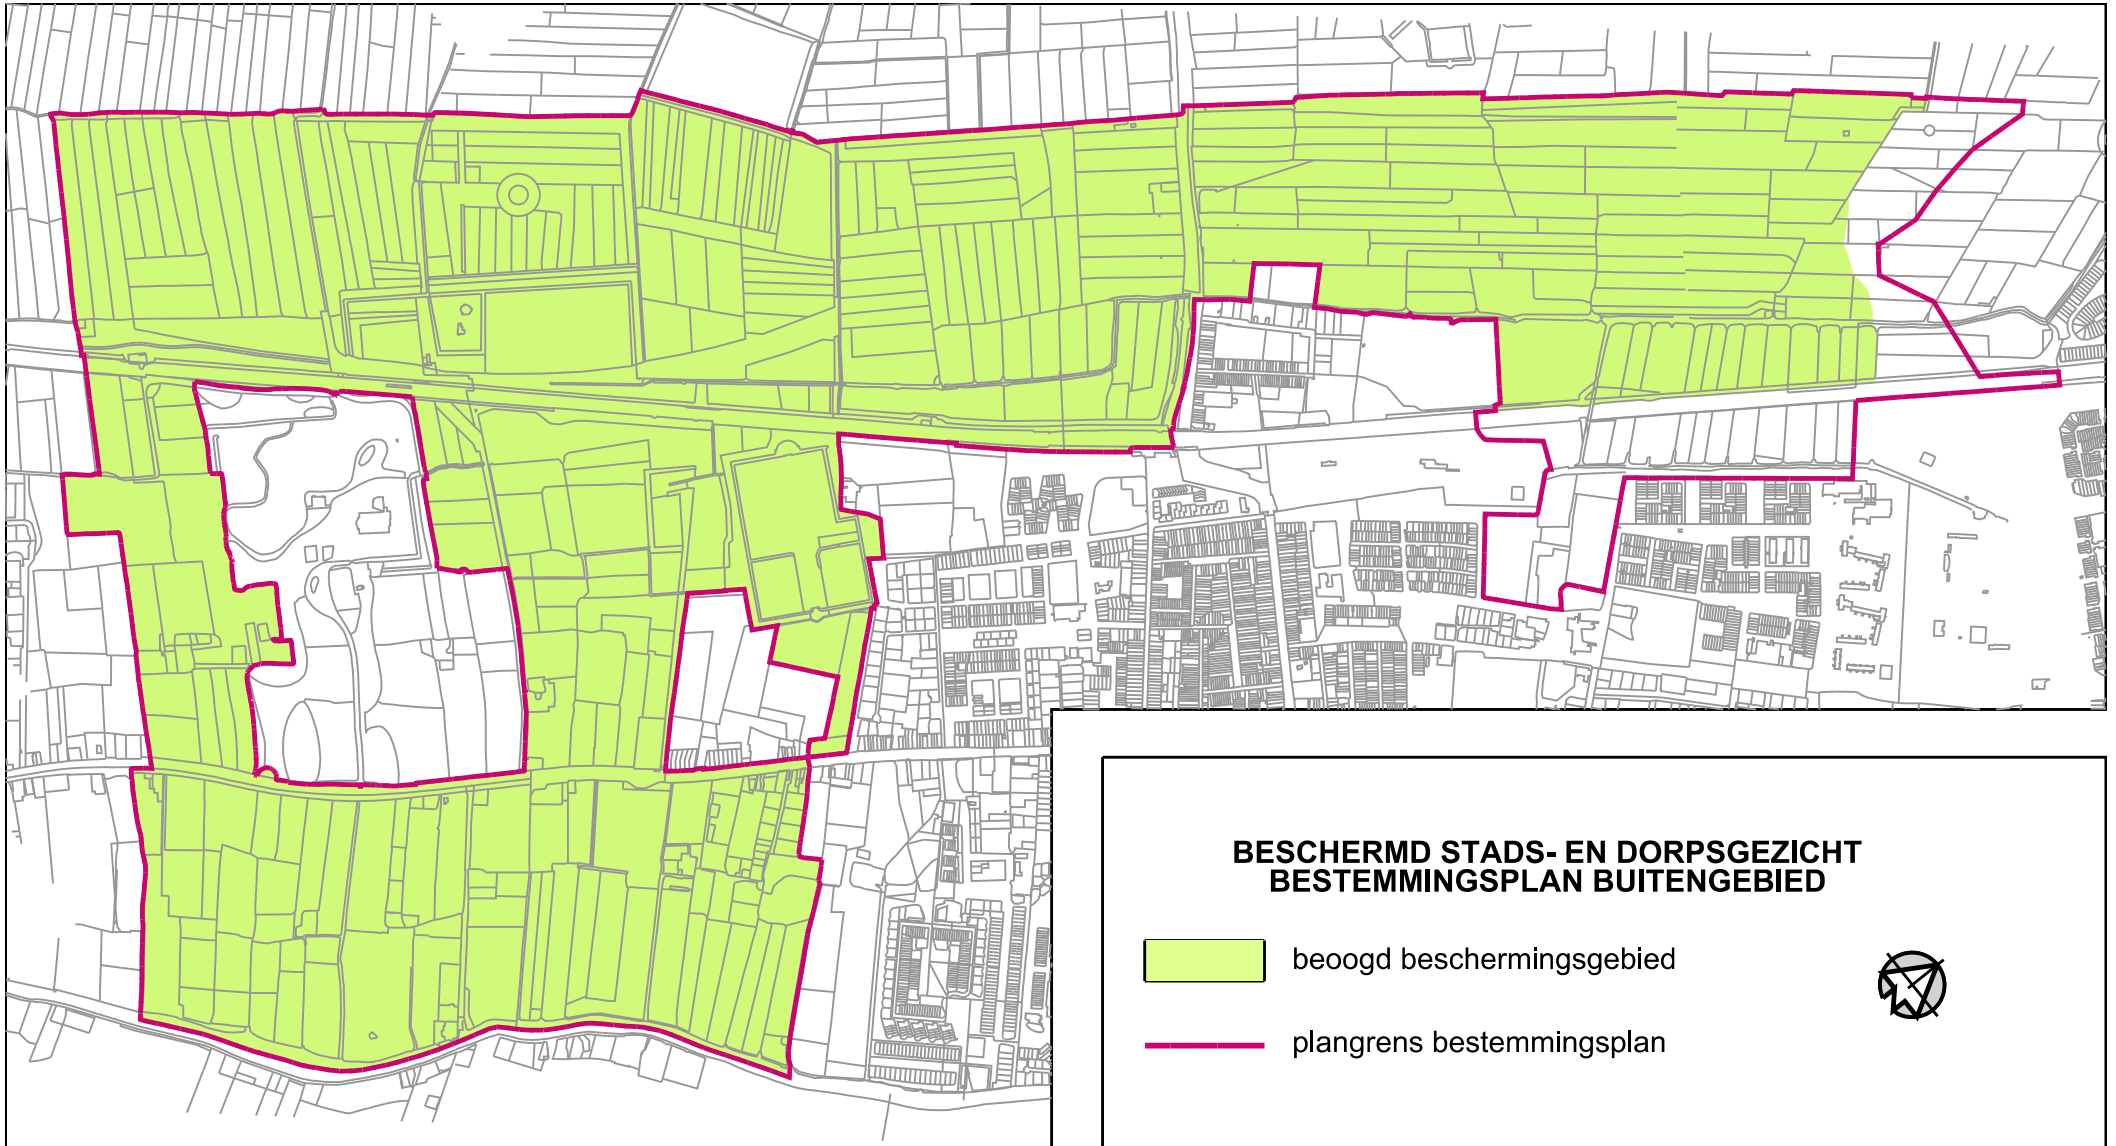 BESCHERMD STADS- EN DORPSGEZICHT
BESTEMMINGSPLAN BUITENGEBIED
beoogd beschermingsgebied
plangrens bestemmingsplan